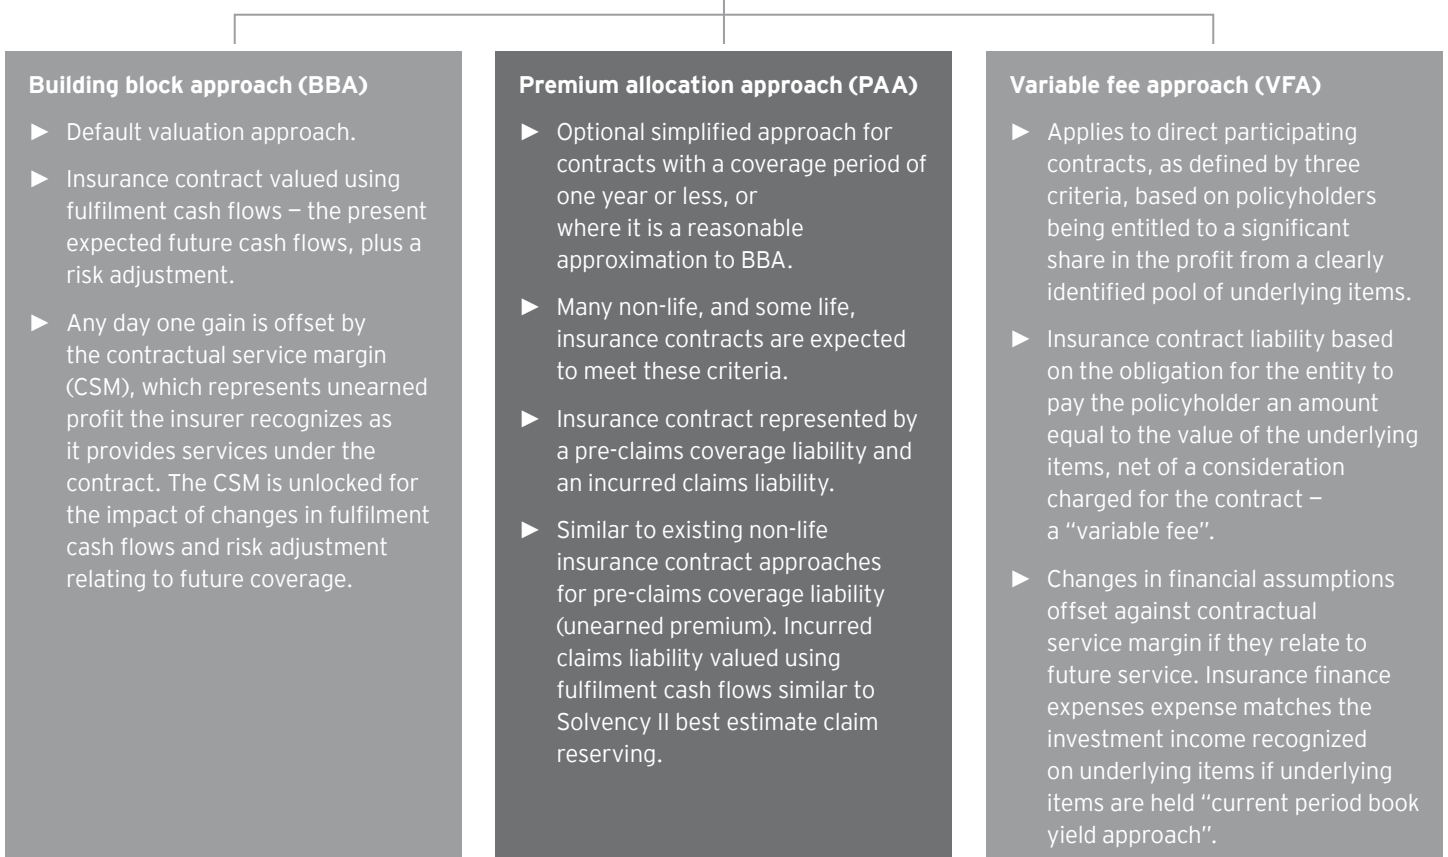 Building block approach (BBA)
► Default valuation approach.
► Insurance contract valued using
fulfilment cash flows – the present
expected future cash flows, plus a
risk adjustment.
► Any day one gain is offset by
the contractual service margin
(CSM), which represents unearned
profit the insurer recognizes as
it provides services under the
contract. The CSM is unlocked for
the impact of changes in fulfilment
cash flows and risk adjustment
relating to future coverage.
Premium allocation approach (PAA)
► Optional simplified approach for
contracts with a coverage period of
one year or less, or
where it is a reasonable
approximation to BBA.
► Many non-life, and some life,
insurance contracts are expected
to meet these criteria.
► Insurance contract represented by
a pre-claims coverage liability and
an incurred claims liability.
► Similar to existing non-life
insurance contract approaches
for pre-claims coverage liability
(unearned premium). Incurred
claims liability valued using
fulfilment cash flows similar to
Solvency II best estimate claim
reserving.
Variable fee approach (VFA)
► Applies to direct participating
contracts, as defined by three
criteria, based on policyholders
being entitled to a significant
share in the profit from a clearly
identified pool of underlying items.
► Insurance contract liability based
on the obligation for the entity to
pay the policyholder an amount
equal to the value of the underlying
items, net of a consideration
charged for the contract –
a “variable fee”.
► Changes in financial assumptions
offset against contractual
service margin if they relate to
future service. Insurance finance
expenses expense matches the
investment income recognized
on underlying items if underlying
items are held “current period book
yield approach”.